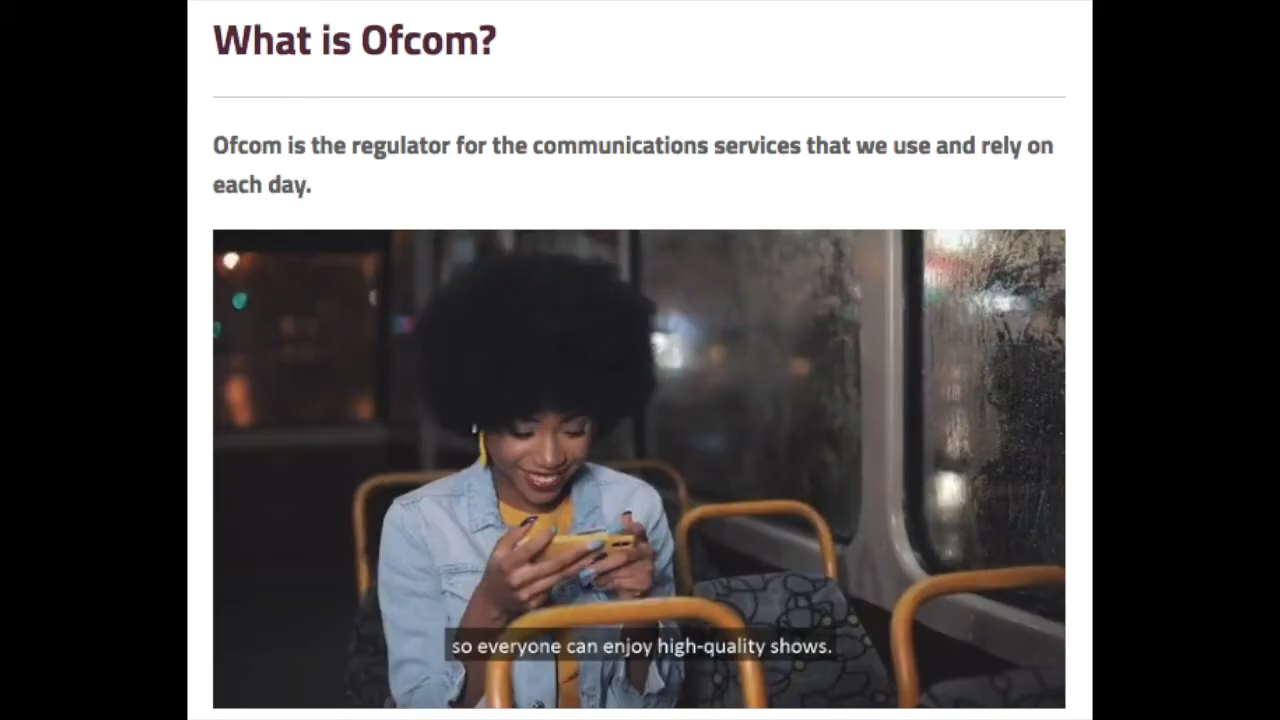 What is Ofcom?
Ofcom is the regulator for the communications services that we use and rely on
each day.
so everyone can enjoy high-quality shows.